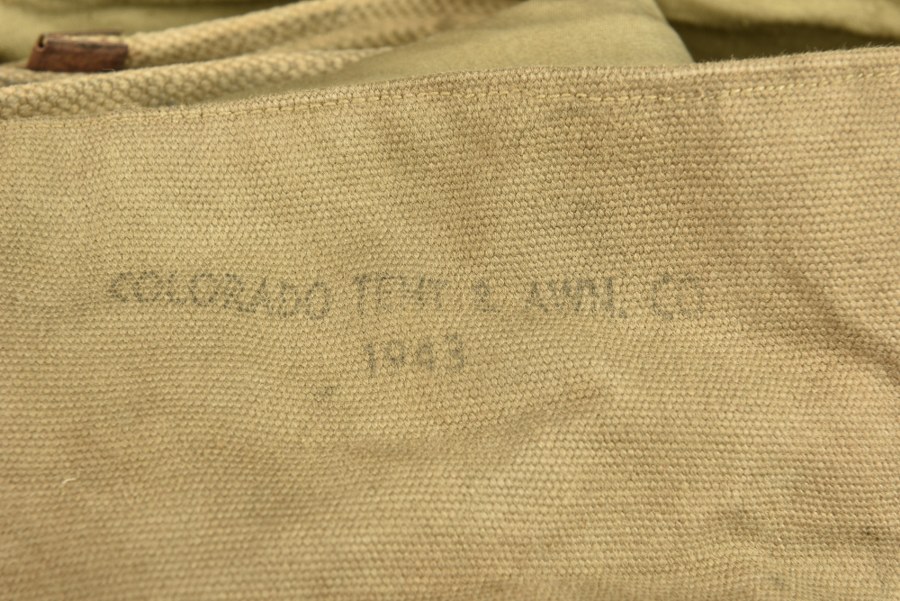 COLORADO TENT & AWN. CO
1943